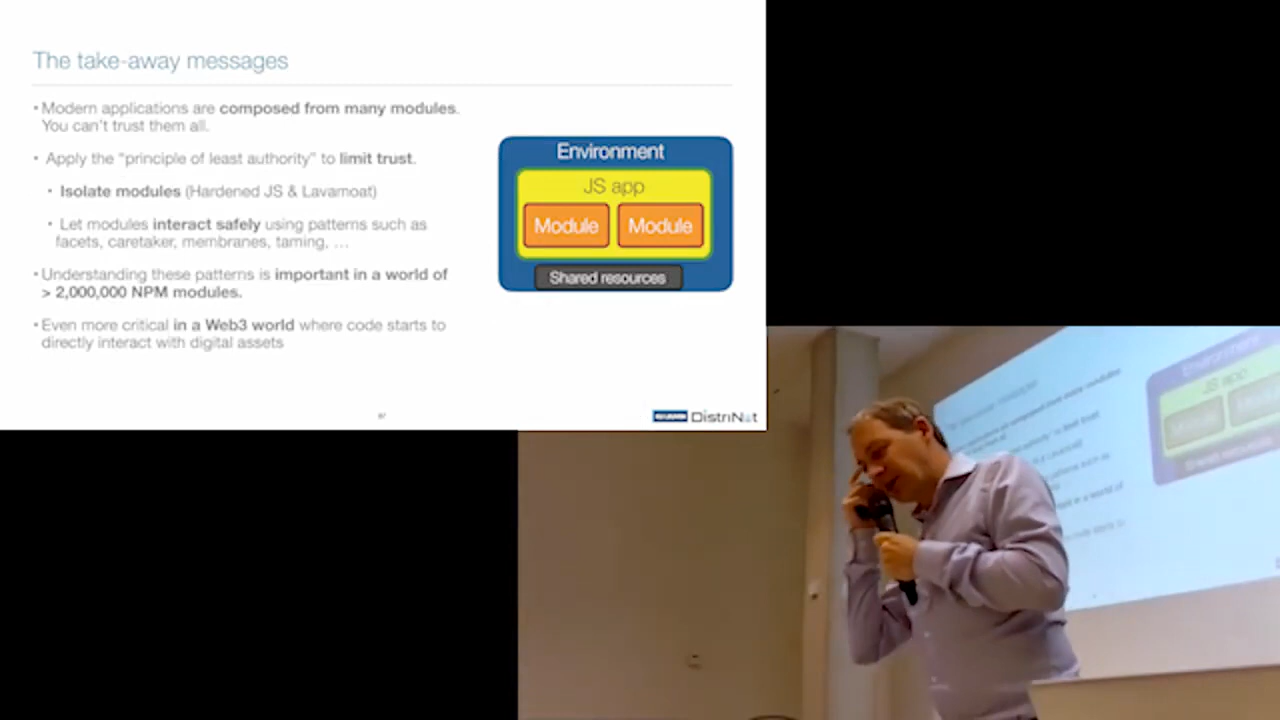 The take-away messages
• Modern applications are composed from many modules.
You can't trust them all.
• Apply the "principle of least authority" to limit trust.
• Isolate modules (Hardened JS & Lavamoat)
• Let modules interact safely using patterns such as
facets, caretaker, membranes, taming, …
• Understanding these patterns is important in a world of
> 2,000,000 NPM modules.
• Even more critical in a Web3 world where code starts to
directly interact with digital assets
Environment
JS app
Module Module
Shared resources
DistriNet
Environment
JS app